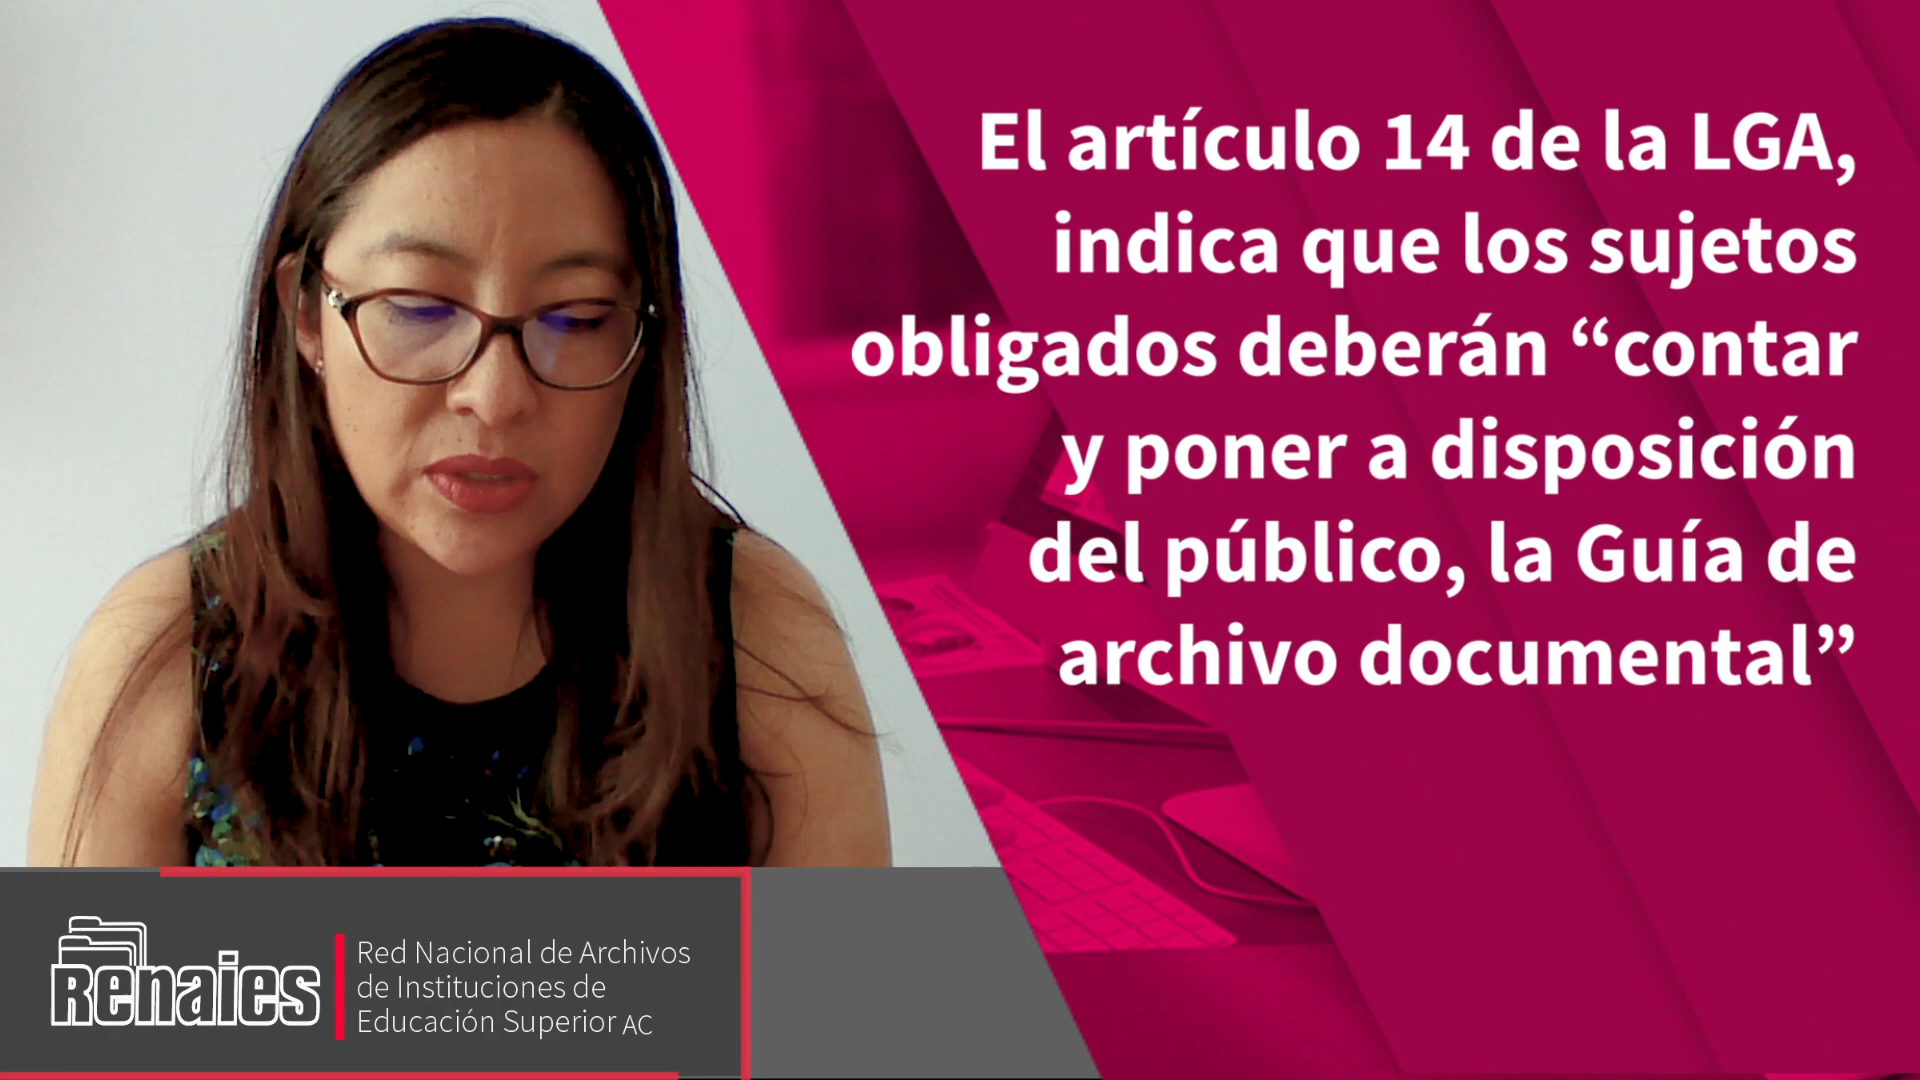 El artículo 14 de la LGA,
indica que los sujetos
obligados deberán “contar
y poner a disposición
del público, la Guía de
archivo documental”
Renaies
Red Nacional de Archivos
de Instituciones de
Educación Superior AC